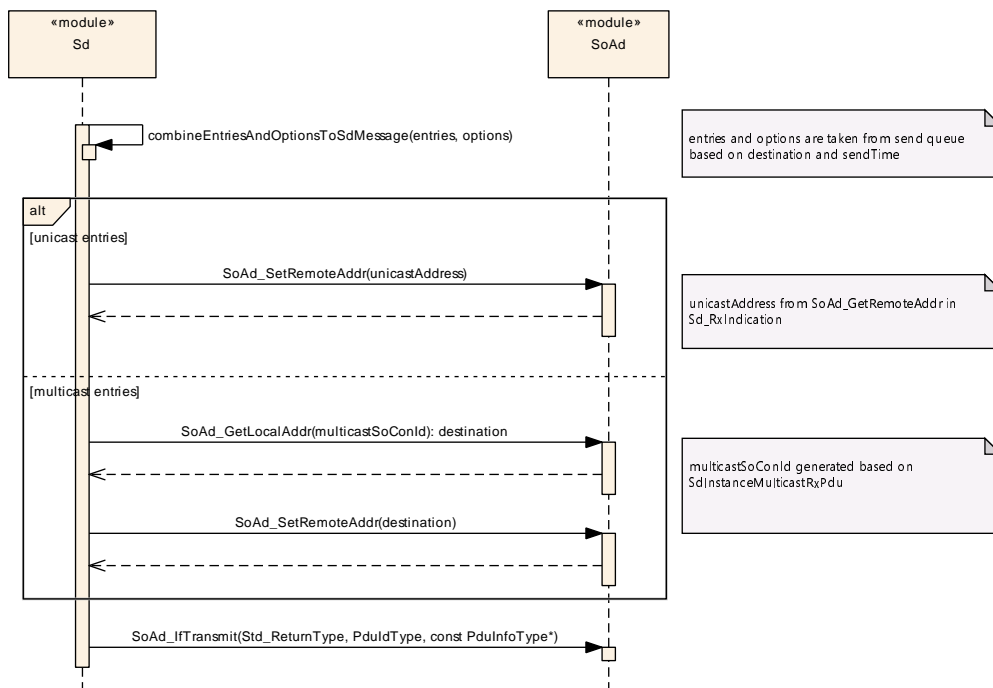 «module»
Sd
«module»
SoAd
combineEntriesAndOptionsToSdMessage(entries, options)
entries and options are taken from send queue
based on destination and sendTime
alt
[unicast entries]
SoAd_SetRemoteAddr(unicastAddress)
unicastAddress from SoAd_GetRemoteAddr in
Sd_RxIndication
[multicast entries]
SoAd_GetLocalAddr(multicastSoConId): destination
multicastSoConId generated based on
SdInstanceMulticastRxPdu
SoAd_SetRemoteAddr(destination)
SoAd_IfTransmit(Std_ReturnType, PduIdType, const PduInfoType*)